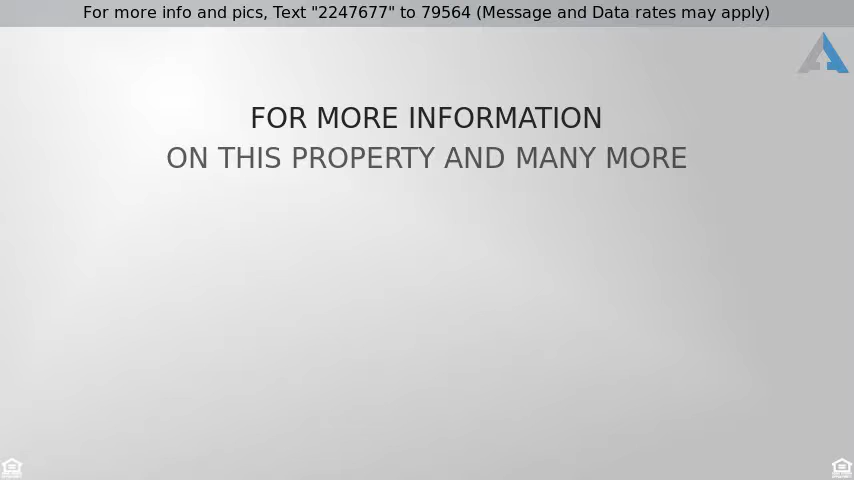 For more info and pics, Text "2247677" to 79564 (Message and Data rates may apply)
FOR MORE INFORMATION
ON THIS PROPERTY AND MANY MORE